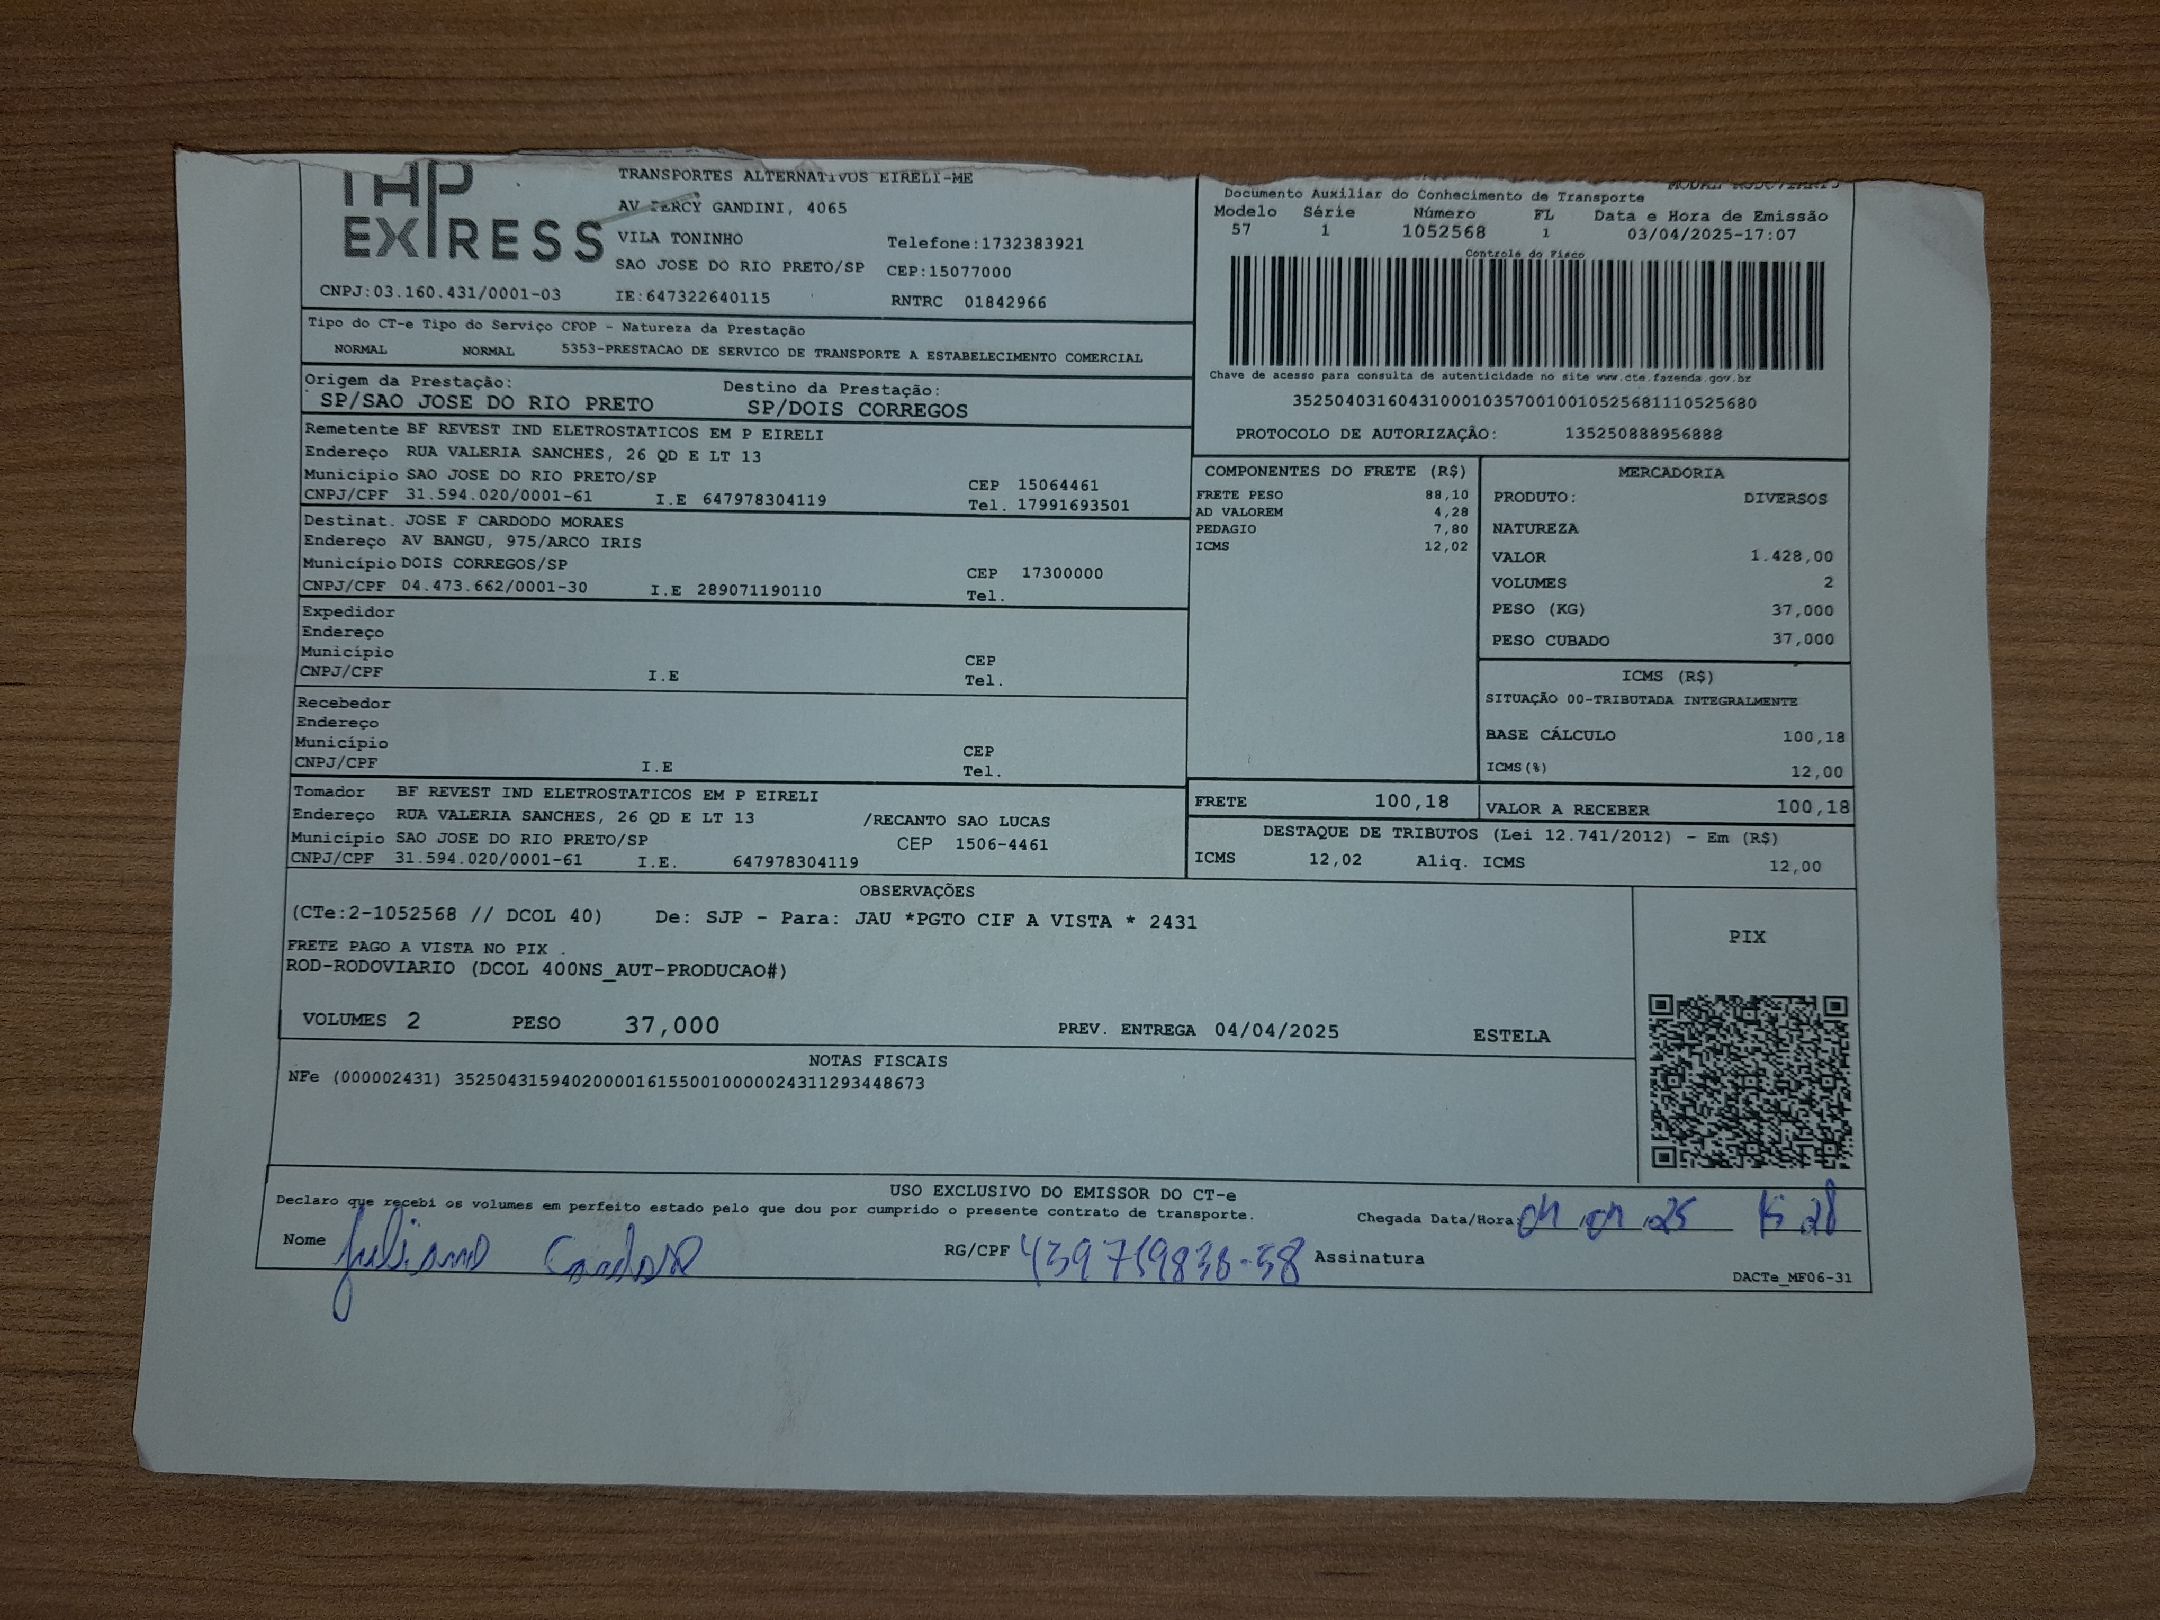 THP
EXPRESS
TRANSPORTES ALTERNATIVOS EIRELI-ME
AV PERCY GANDINI, 4065
VILA TONINHO Telefone:1732383921
SAO JOSE DO RIO PRETO/SP CEP:15077000
CNPJ:03.160.431/0001-03 IE:647322640115 RNTRC 01842966
Documento Auxiliar do Conhecimento de Transporte
Modelo Série Número FL Data e Hora de Emissão
57 1 1052568 1 03/04/2025-17:07
Controle do Fisco
Chave de acesso para consulta de autenticidade no site www.cte.fazenda.gov.br
35250403160431000103570010010525681110525680
PROTOCOLO DE AUTORIZAÇÃO: 135250888956888
Tipo do CT-e Tipo do Serviço CFOP - Natureza da Prestação
NORMAL NORMAL 5353-PRESTACAO DE SERVICO DE TRANSPORTE A ESTABELECIMENTO COMERCIAL
Origem da Prestação: Destino da Prestação:
SP/SAO JOSE DO RIO PRETO SP/DOIS CORREGOS
Remetente BF REVEST IND ELETROSTATICOS EM P EIRELI
Endereço RUA VALERIA SANCHES, 26 QD E LT 13
Município SAO JOSE DO RIO PRETO/SP CEP 15064461
CNPJ/CPF 31.594.020/0001-61 I.E 647978304119 Tel. 17991693501
Destinat. JOSE F CARDODO MORAES
Endereço AV BANGU, 975/ARCO IRIS
Município DOIS CORREGOS/SP CEP 17300000
CNPJ/CPF 04.473.662/0001-30 I.E 289071190110 Tel.
Expedidor
Endereço
Município CEP
CNPJ/CPF I.E Tel.
Recebedor
Endereço
Município CEP
CNPJ/CPF I.E Tel.
Tomador BF REVEST IND ELETROSTATICOS EM P EIRELI
Endereço RUA VALERIA SANCHES, 26 QD E LT 13 /RECANTO SAO LUCAS
Município SAO JOSE DO RIO PRETO/SP CEP 1506-4461
CNPJ/CPF 31.594.020/0001-61 I.E. 647978304119
COMPONENTES DO FRETE (R$)
FRETE PESO 88,10
AD VALOREM 4,28
PEDAGIO 7,80
ICMS 12,02
MERCADORIA
PRODUTO: DIVERSOS
NATUREZA
VALOR 1.428,00
VOLUMES 2
PESO (KG) 37,000
PESO CUBADO 37,000
ICMS (R$)
SITUAÇÃO 00-TRIBUTADA INTEGRALMENTE
BASE CÁLCULO 100,18
ICMS(%) 12,00
FRETE 100,18 VALOR A RECEBER 100,18
DESTAQUE DE TRIBUTOS (Lei 12.741/2012) - Em (R$)
ICMS 12,02 Aliq. ICMS 12,00
OBSERVAÇÕES
(CTe:2-1052568 // DCOL 40) De: SJP - Para: JAU *PGTO CIF A VISTA * 2431
FRETE PAGO A VISTA NO PIX .
ROD-RODOVIARIO (DCOL 400NS_AUT-PRODUCAO#)
VOLUMES 2 PESO 37,000 PREV. ENTREGA 04/04/2025 ESTELA
PIX
NOTAS FISCAIS
NFe (000002431) 35250431594020000161550010000024311293448673
USO EXCLUSIVO DO EMISSOR DO CT-e
Declaro que recebi os volumes em perfeito estado pelo que dou por cumprido o presente contrato de transporte.
Chegada Data/Hora: 04 04 25 15 28
Nome Juliano Cardoso RG/CPF Assinatura
DACTe_MF06-31